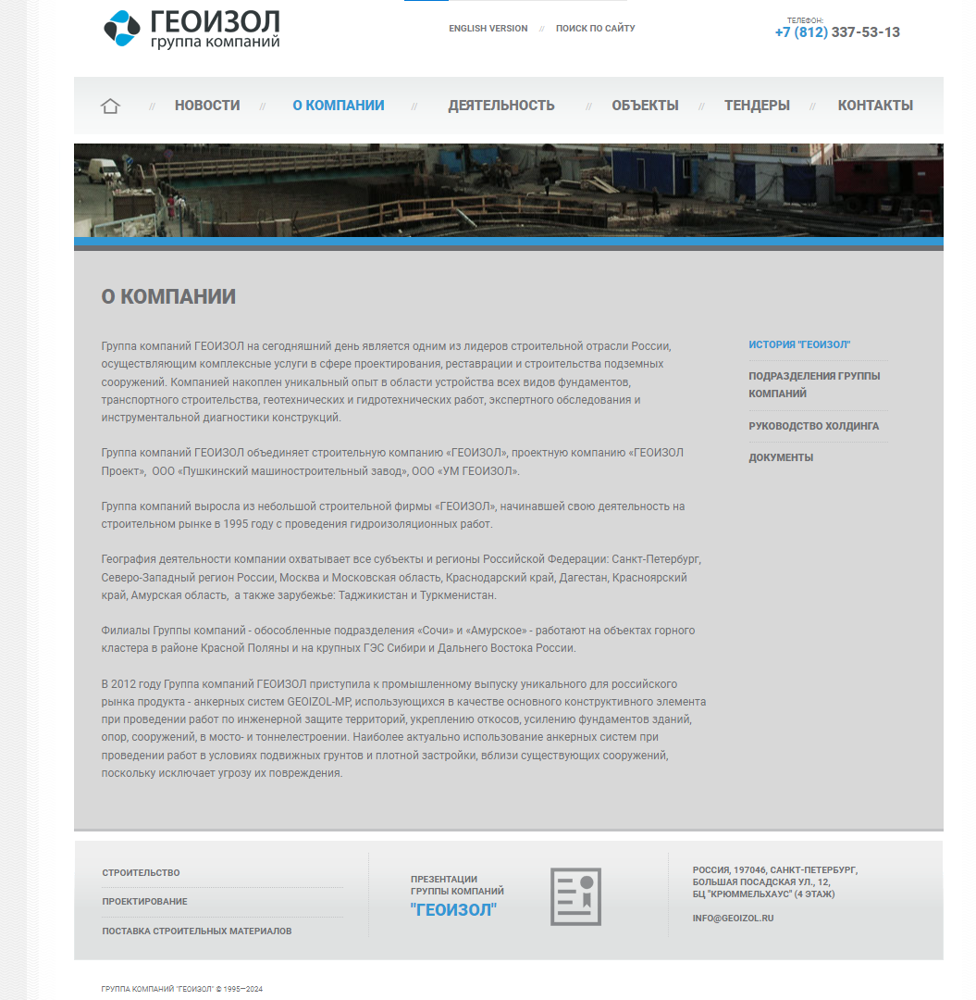 ГЕОИЗОЛ
группа компаний
ENGLISH VERSION // ПОИСК ПО САЙТУ
ТЕЛЕФОН:
+7 (812) 337-53-13
// НОВОСТИ // О КОМПАНИИ // ДЕЯТЕЛЬНОСТЬ // ОБЪЕКТЫ // ТЕНДЕРЫ // КОНТАКТЫ
О КОМПАНИИ
Группа компаний ГЕОИЗОЛ на сегодняшний день является одним из лидеров строительной отрасли России,
осуществляющим комплексные услуги в сфере проектирования, реставрации и строительства подземных
сооружений. Компанией накоплен уникальный опыт в области устройства всех видов фундаментов,
транспортного строительства, геотехнических и гидротехнических работ, экспертного обследования и
инструментальной диагностики конструкций.
Группа компаний ГЕОИЗОЛ объединяет строительную компанию «ГЕОИЗОЛ», проектную компанию «ГЕОИЗОЛ
Проект», ООО «Пушкинский машиностроительный завод», ООО «УМ ГЕОИЗОЛ».
Группа компаний выросла из небольшой строительной фирмы «ГЕОИЗОЛ», начинавшей свою деятельность на
строительном рынке в 1995 году с проведения гидроизоляционных работ.
География деятельности компании охватывает все субъекты и регионы Российской Федерации: Санкт-Петербург,
Северо-Западный регион России, Москва и Московская область, Краснодарский край, Дагестан, Красноярский
край, Амурская область, а также зарубежье: Таджикистан и Туркменистан.
Филиалы Группы компаний - обособленные подразделения «Сочи» и «Амурское» - работают на объектах горного
кластера в районе Красной Поляны и на крупных ГЭС Сибири и Дальнего Востока России.
В 2012 году Группа компаний ГЕОИЗОЛ приступила к промышленному выпуску уникального для российского
рынка продукта - анкерных систем GEOIZOL-MP, использующихся в качестве основного конструктивного элемента
при проведении работ по инженерной защите территорий, укреплению откосов, усилению фундаментов зданий,
опор, сооружений, в мосто- и тоннелестроении. Наиболее актуально использование анкерных систем при
проведении работ в условиях подвижных грунтов и плотной застройки, вблизи существующих сооружений,
поскольку исключает угрозу их повреждения.
ИСТОРИЯ "ГЕОИЗОЛ"
ПОДРАЗДЕЛЕНИЯ ГРУППЫ
КОМПАНИЙ
РУКОВОДСТВО ХОЛДИНГА
ДОКУМЕНТЫ
СТРОИТЕЛЬСТВО
ПРОЕКТИРОВАНИЕ
ПОСТАВКА СТРОИТЕЛЬНЫХ МАТЕРИАЛОВ
ПРЕЗЕНТАЦИИ
ГРУППЫ КОМПАНИЙ
"ГЕОИЗОЛ"
РОССИЯ, 197046, САНКТ-ПЕТЕРБУРГ,
БОЛЬШАЯ ПОСАДСКАЯ УЛ., 12,
БЦ "КРЮММЕЛЬХАУС" (4 ЭТАЖ)
INFO@GEOIZOL.RU
ГРУППА КОМПАНИЙ "ГЕОИЗОЛ" © 1995—2024